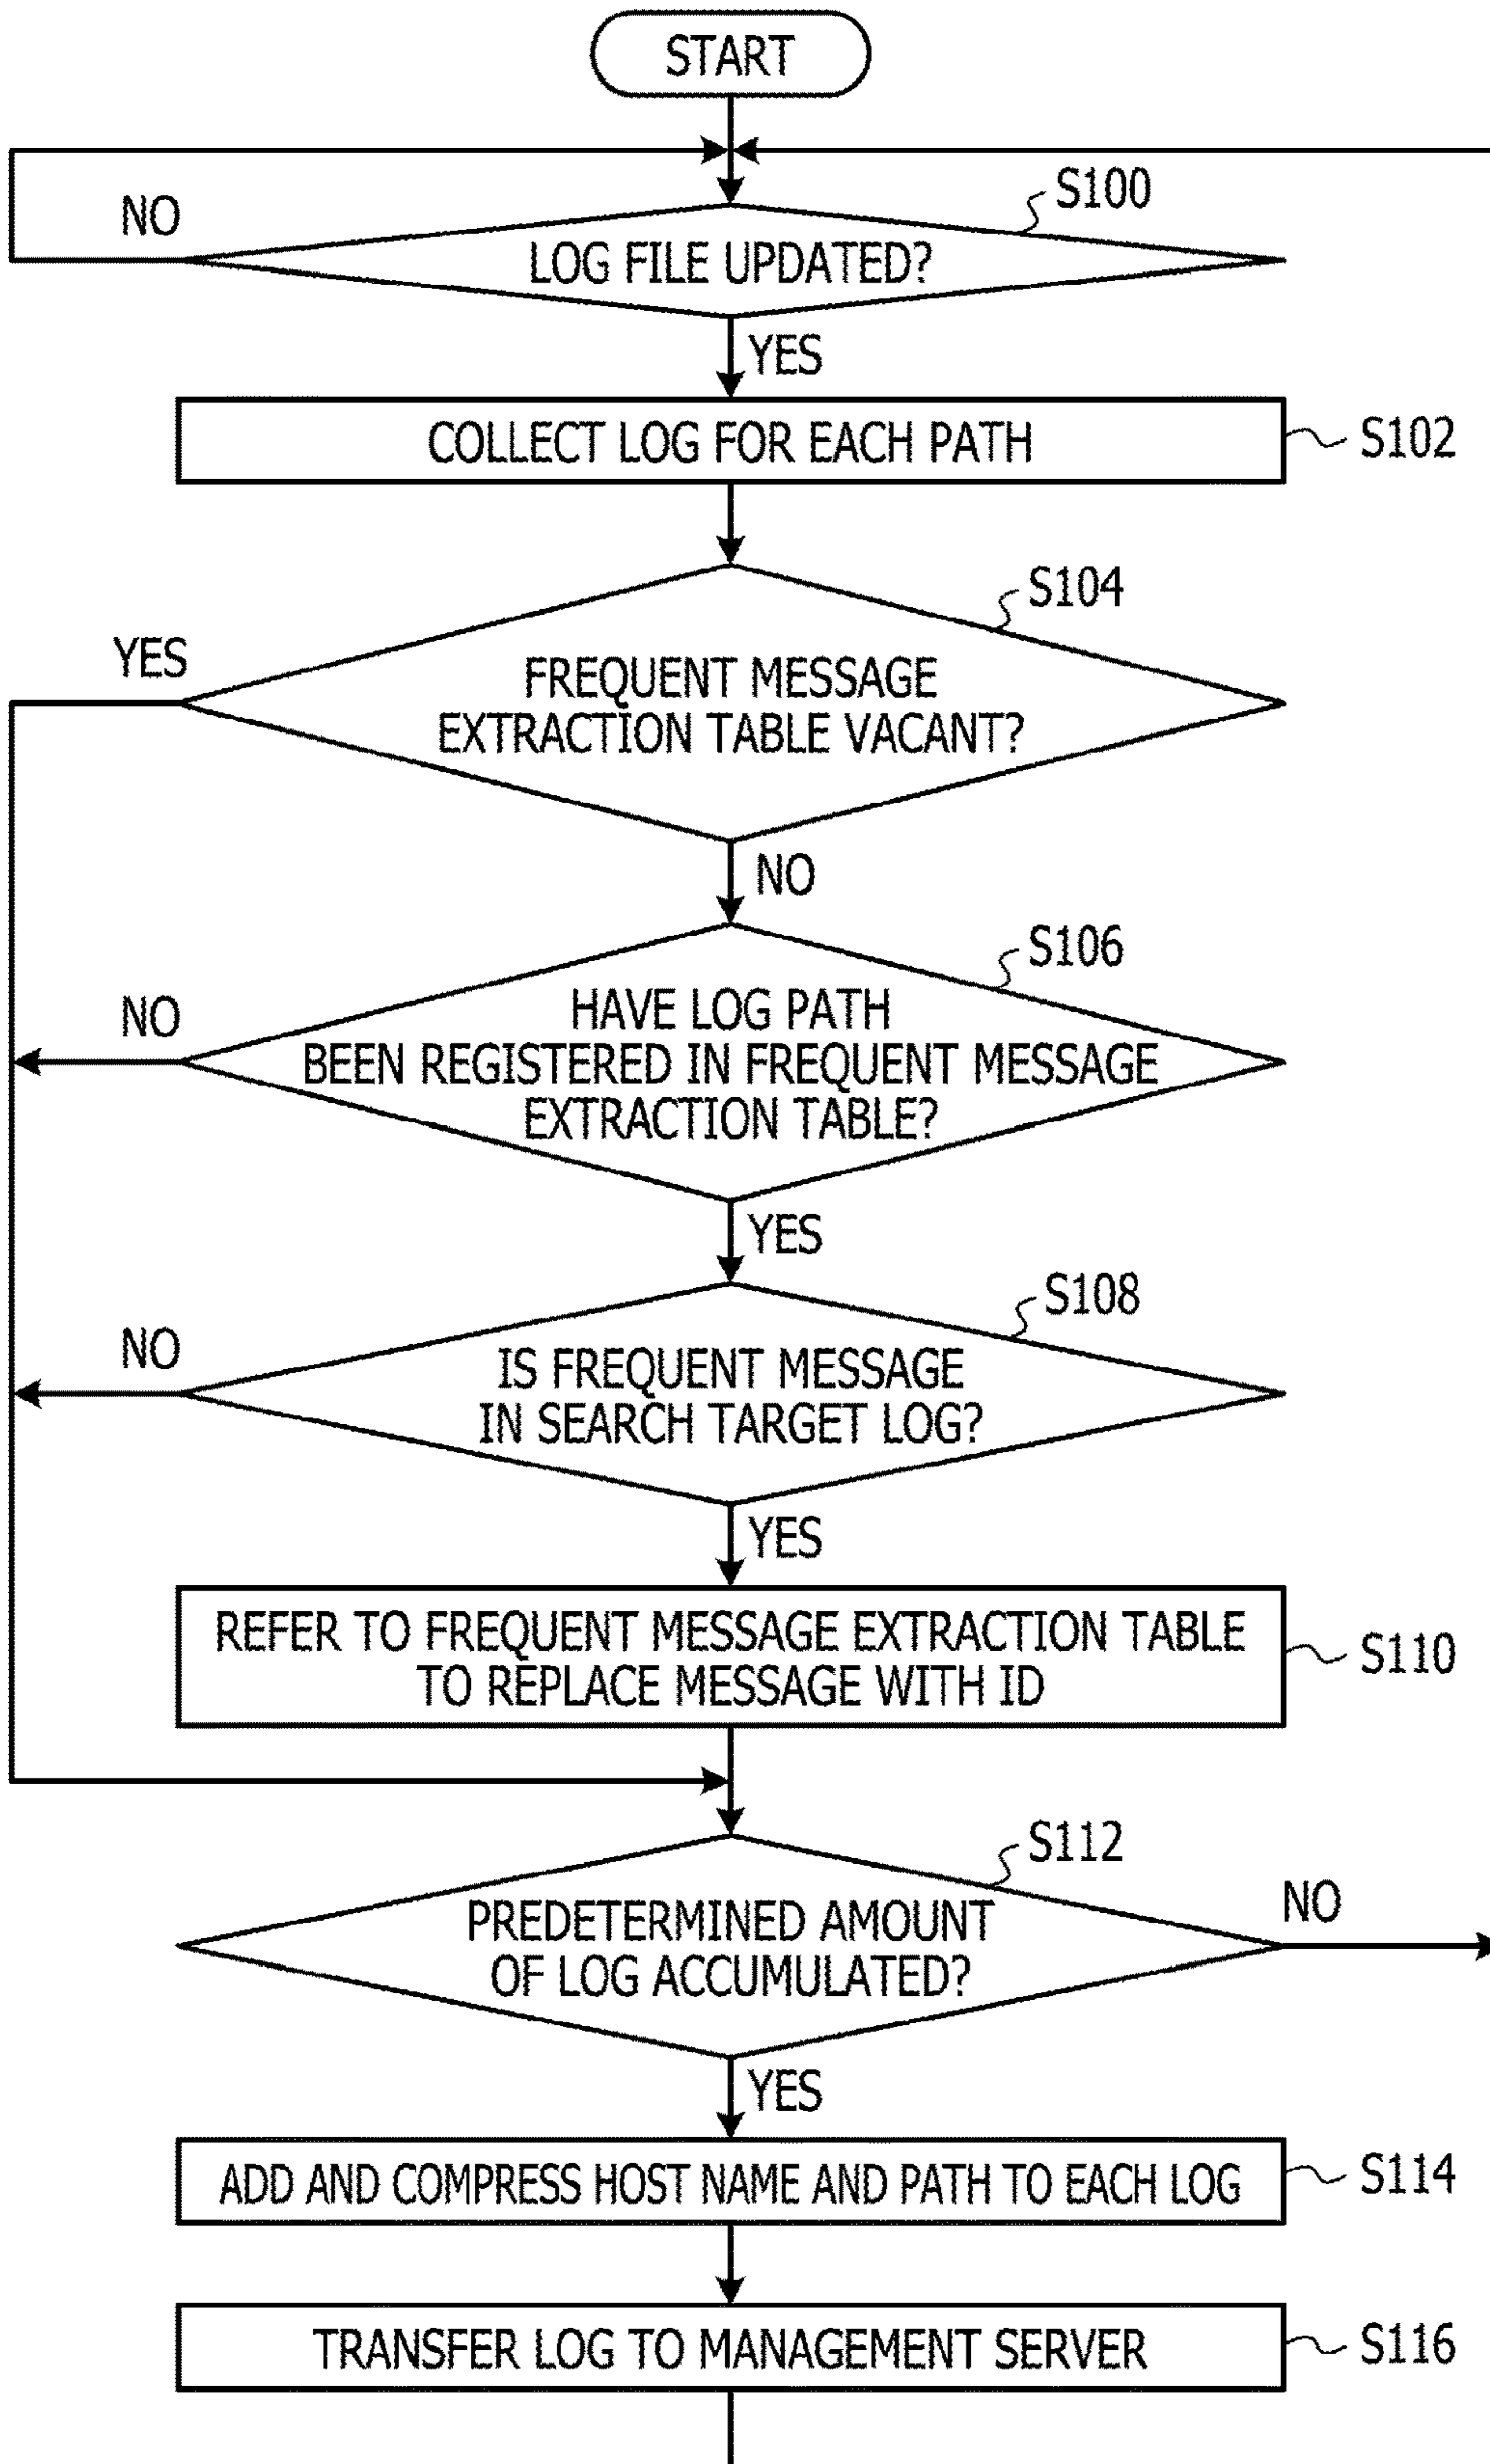 START
S100
NO
LOG FILE UPDATED?
YES
COLLECT LOG FOR EACH PATH
S102
S104
YES
FREQUENT MESSAGE
EXTRACTION TABLE VACANT?
NO
S106
NO
HAVE LOG PATH
BEEN REGISTERED IN FREQUENT MESSAGE
EXTRACTION TABLE?
YES
S108
NO
IS FREQUENT MESSAGE
IN SEARCH TARGET LOG?
YES
REFER TO FREQUENT MESSAGE EXTRACTION TABLE
TO REPLACE MESSAGE WITH ID
S110
S112
NO
PREDETERMINED AMOUNT
OF LOG ACCUMULATED?
YES
ADD AND COMPRESS HOST NAME AND PATH TO EACH LOG
S114
TRANSFER LOG TO MANAGEMENT SERVER
S116